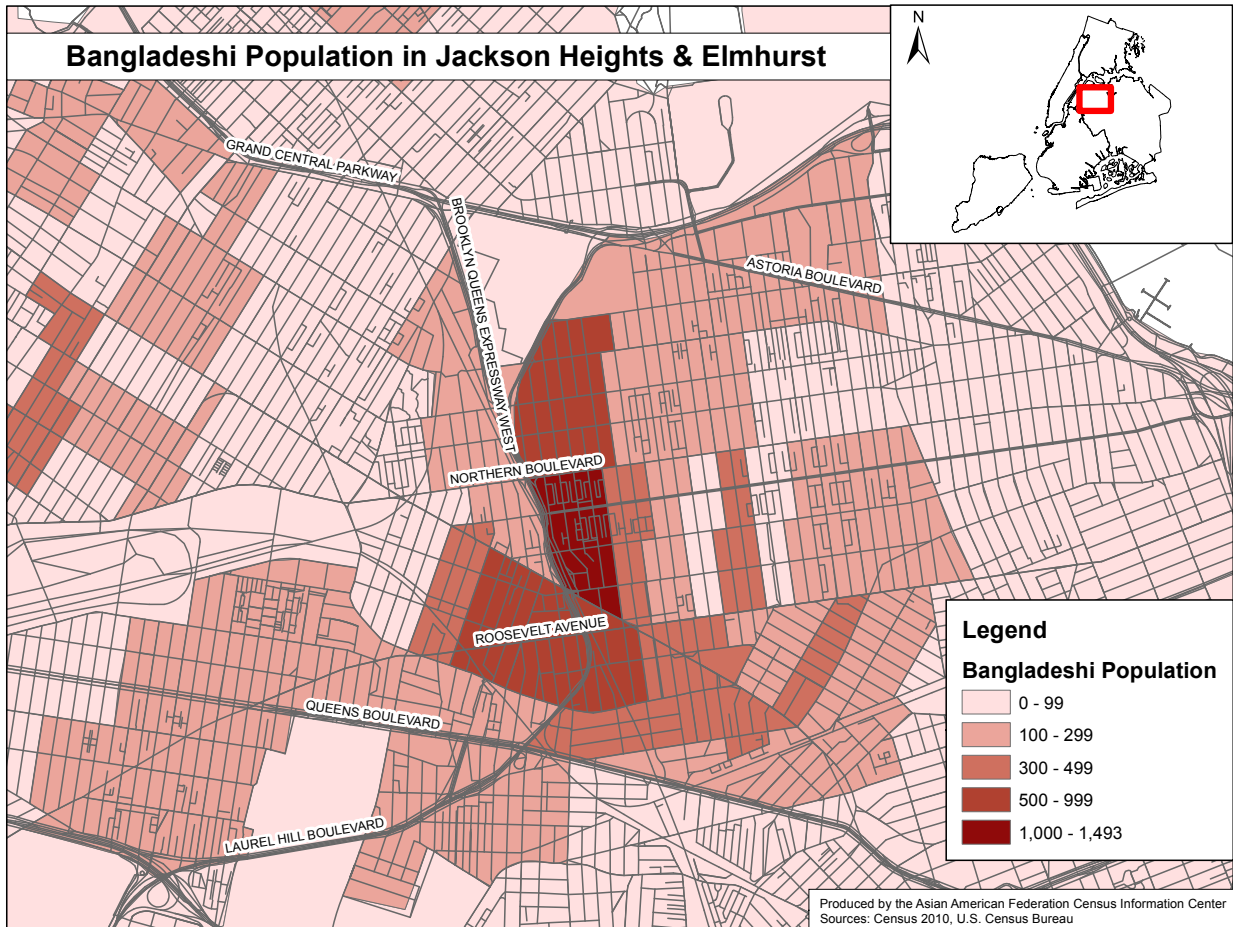 Bangladeshi Population in Jackson Heights & Elmhurst
N
GRAND CENTRAL PARKWAY
BROOKLYN QUEENS EXPRESSWAY WEST
ASTORIA BOULEVARD
NORTHERN BOULEVARD
ROOSEVELT AVENUE
QUEENS BOULEVARD
LAUREL HILL BOULEVARD
Legend
Bangladeshi Population
0 - 99
100 - 299
300 - 499
500 - 999
1,000 - 1,493
Produced by the Asian American Federation Census Information Center
Sources: Census 2010, U.S. Census Bureau